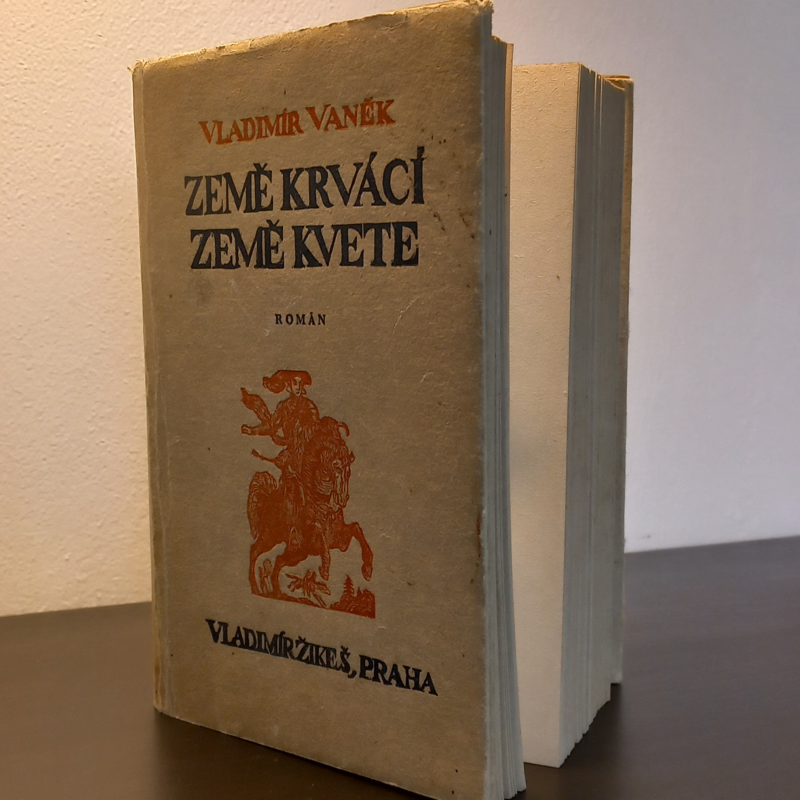 VLADIMÍR VANĚK
ZEMĚ KRVÁCÍ
ZEMĚ KVETE
ROMÁN
VLADIMÍR ŽIKEŠ, PRAHA